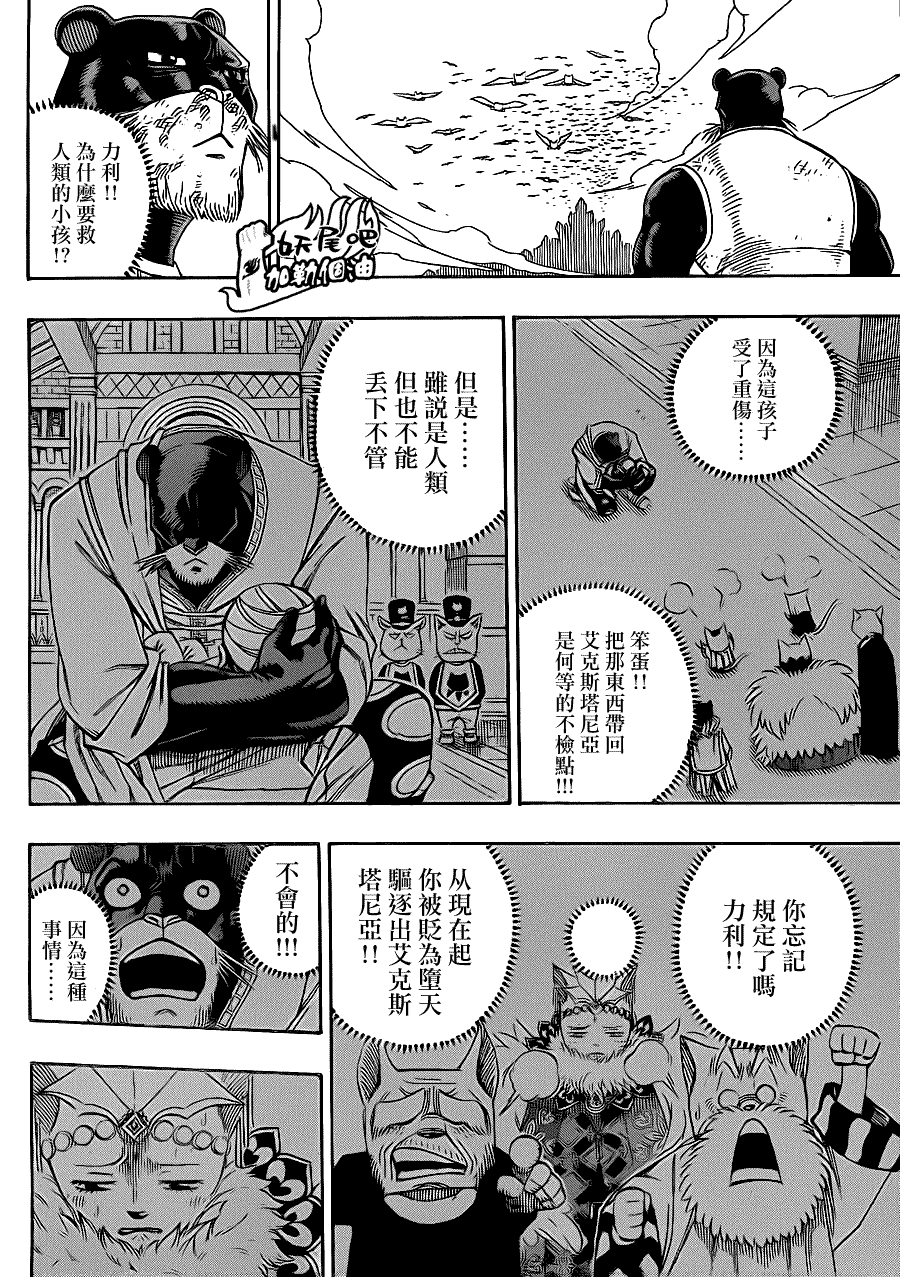 力利!!
為什麼要救
人類的小孩!?
妖尾吧
加勒個油
因為這孩子
受了重傷……
笨蛋!!
把那東西帶回
艾克斯塔尼亞
是何等的不檢點!!!
但是……
雖說是人類
但也不能
丟下不管
你忘記
規定了嗎
力利!!
从現在起
你被貶為墮天
驅逐出艾克斯
塔尼亞!!
不會的!!!
因為這種
事情……